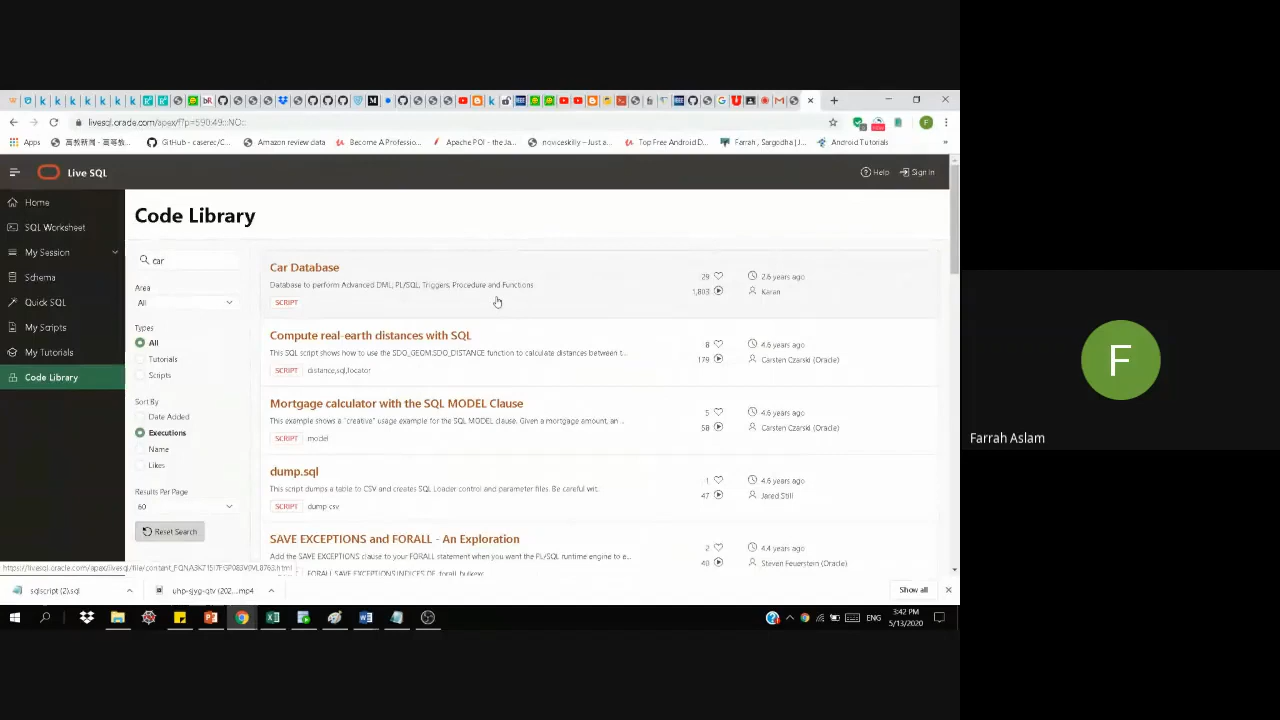 livesql.oracle.com/apex/f?p=590:49:::NO::
Apps
GitHub - caserec/C...
Amazon review data
Become A Professio...
Apache POI - the Ja...
noviceskilly – Just a...
Top Free Android D...
Farrah , Sargodha | J...
Android Tutorials
Live SQL
Help
Sign In
Home
SQL Worksheet
My Session
Schema
Quick SQL
My Scripts
My Tutorials
Code Library
Code Library
car
Area
All
Types
All
Tutorials
Scripts
Sort By
Date Added
Executions
Name
Likes
Results Per Page
60
Reset Search
Car Database
Database to perform Advanced DML, PL/SQL, Triggers, Procedure and Functions
SCRIPT
29
1,803
2.6 years ago
Karan
Compute real-earth distances with SQL
This SQL script shows how to use the SDO_GEOM.SDO_DISTANCE function to calculate distances between t...
SCRIPT distance,sql,locator
8
179
4.6 years ago
Carsten Czarski (Oracle)
Mortgage calculator with the SQL MODEL Clause
This example shows a "creative" usage example for the SQL MODEL clause. Given a mortgage amount, an ...
SCRIPT model
5
58
4.6 years ago
Carsten Czarski (Oracle)
dump.sql
This script dumps a table to CSV and creates SQL Loader control and parameter files. Be careful wit...
SCRIPT dump csv
1
47
4.6 years ago
Jared Still
SAVE EXCEPTIONS and FORALL - An Exploration
Add the SAVE EXCEPTIONS clause to your FORALL statement when you want the PL/SQL runtime engine to e...
2
40
4.4 years ago
Steven Feuerstein (Oracle)
sqlscript (2).sql
uhp-sjyg-qtv (202....mp4
Show all
ENG
3:42 PM
5/13/2020
F
Farrah Aslam